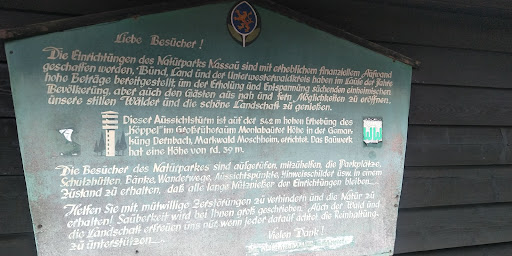 Liebe Besucher !
Die Einrichtungen des Naturparks Nassau sind mit erheblichem finanziellem Aufwand
geschaffen worden, Bund, Land und der Unterwesterwaldkreis haben im Laufe der Jahre
hohe Beträge bereitgestellt, um der Erholung und Entspannung suchenden einheimischen
Bevölkerung, aber auch den Gästen aus nah und fern Möglichkeiten zu eröffnen,
unsere stillen Wälder und die schöne Landschaft zu genießen.
Dieser Aussichtsturm ist auf der 542 m hohen Erhebung des
"Köppel" im Großrüheraum Montabaurer Höhe in der Gemar-
kung Dernbach, Markwald Moschheim, errichtet. Das Bauwerk
hat eine Höhe von rd. 39 m.
Die Besucher des Naturparkes sind aufgerufen, mitzuhelfen, die Parkplätze,
Schutzhütten, Bänke, Wanderwege, Aussichtspunkte, Hinweisschilder usw. in einem
Zustand zu erhalten, daß alle lange Nutznießer der Einrichtungen bleiben.
Helfen Sie mit, mutwillige Zerstörungen zu verhindern und die Natur zu
erhalten! Sauberkeit wird bei Ihnen groß geschrieben. Auch der Wald und
die Landschaft erfreuen uns nur wenn jeder darauf achtet die Reinhaltung
zu unterstützen
Vielen Dank !